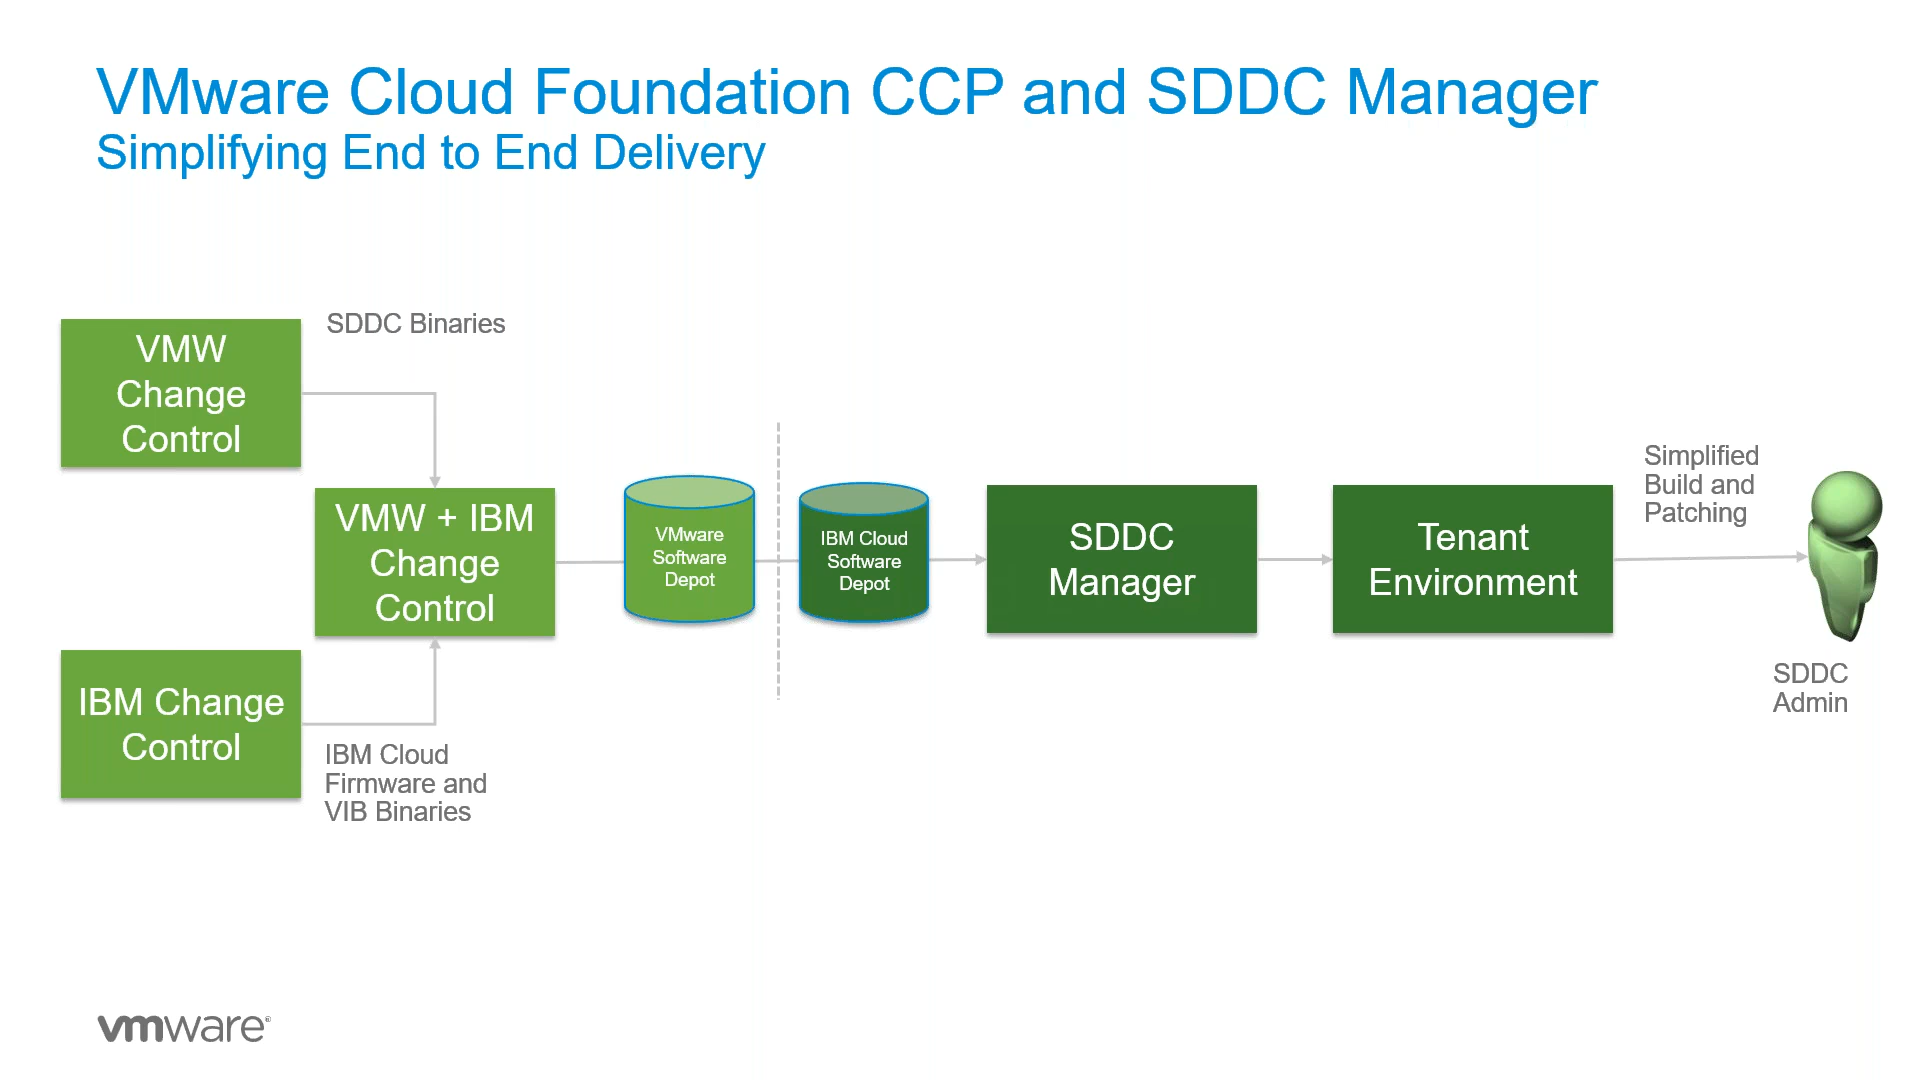 VMware Cloud Foundation CCP and SDDC Manager
Simplifying End to End Delivery
SDDC Binaries
VMW
Change
Control
VMW + IBM
Change
Control
IBM Change
Control
IBM Cloud
Firmware and
VIB Binaries
VMware
Software
Depot
IBM Cloud
Software
Depot
SDDC
Manager
Tenant
Environment
Simplified
Build and
Patching
SDDC
Admin
vmware®